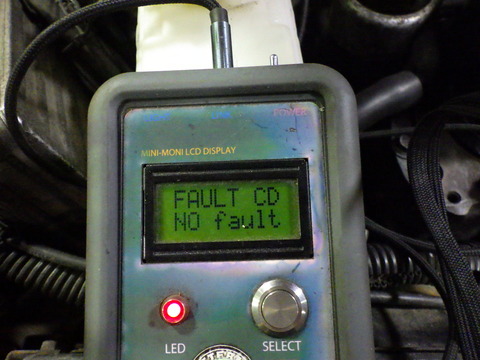 POWER
MINI-MONI LCD DISPLAY
FAULT CD
NO fault
LED
SELECT